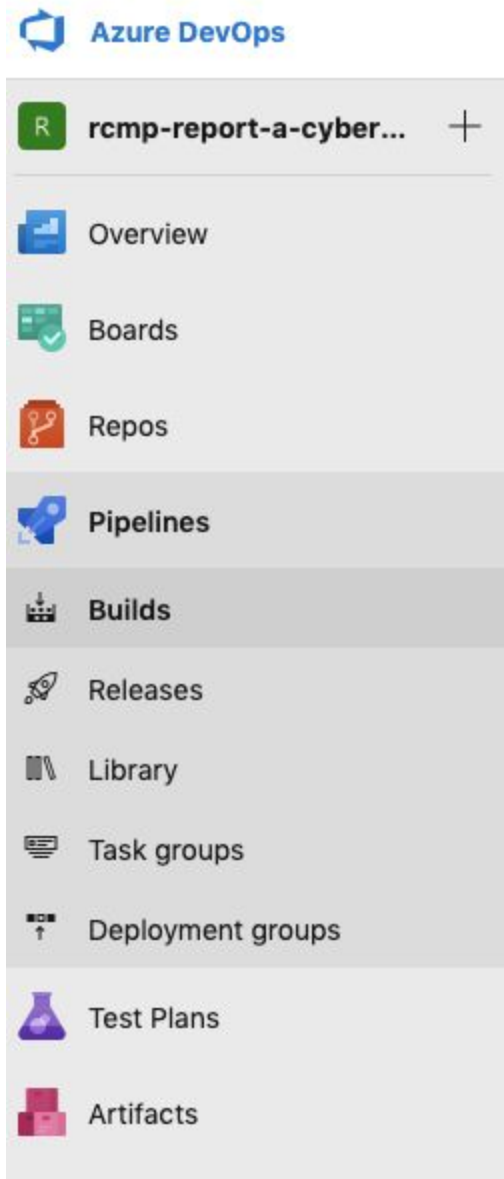 Azure DevOps
R rcmp-report-a-cyber... +
Overview
Boards
Repos
Pipelines
Builds
Releases
Library
Task groups
Deployment groups
Test Plans
Artifacts